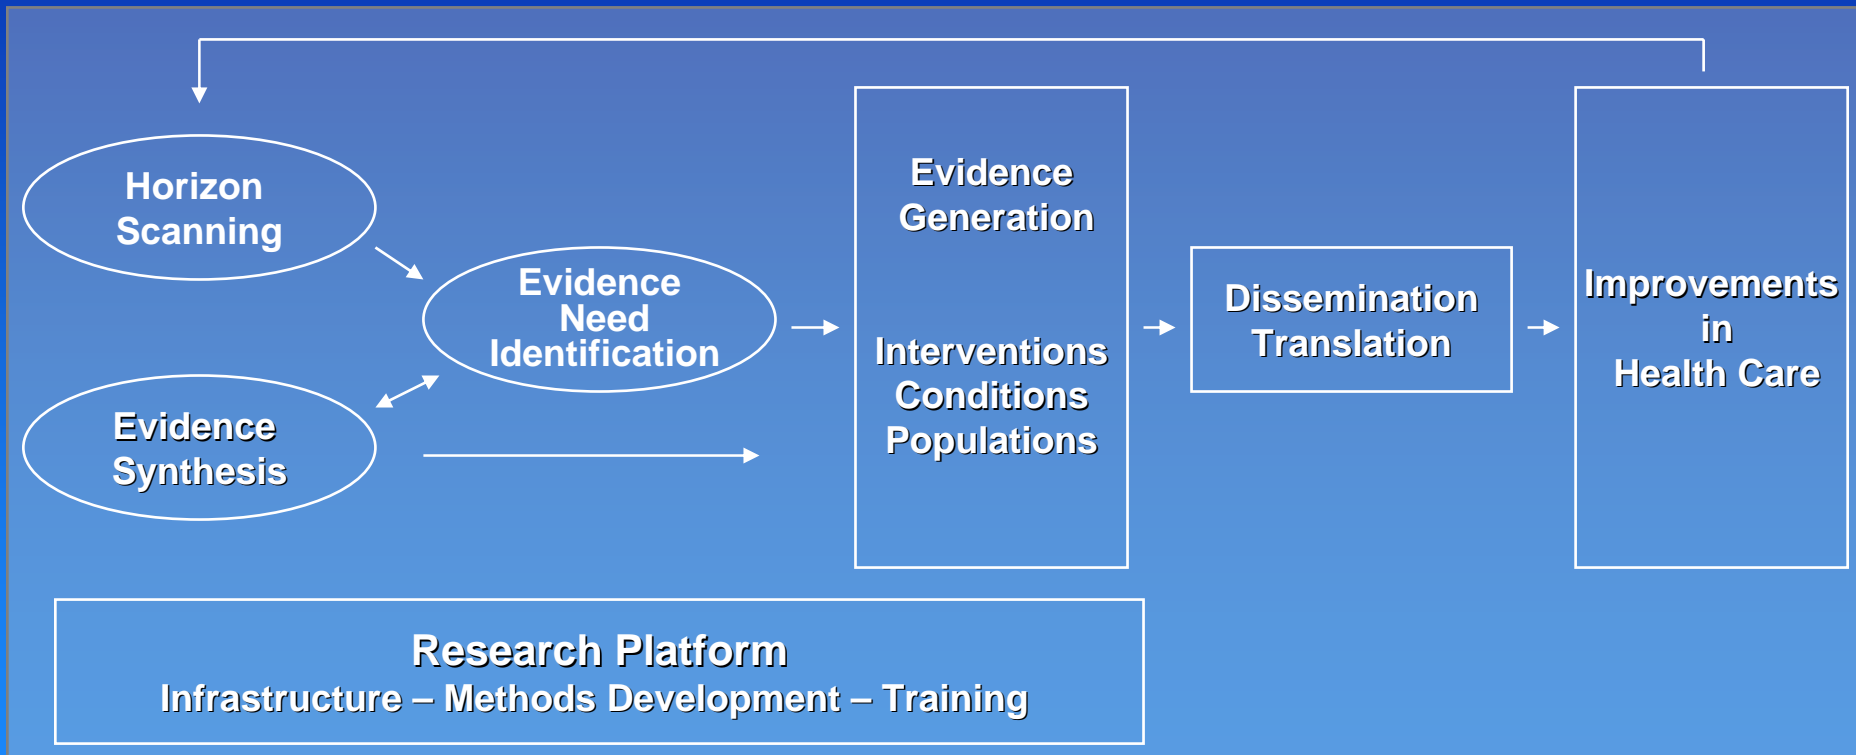 Horizon
Scanning
Evidence
Synthesis
Evidence
Need
Identification
Evidence
Generation
Interventions
Conditions
Populations
Dissemination
Translation
Improvements
in
Health Care
Research Platform
Infrastructure – Methods Development – Training